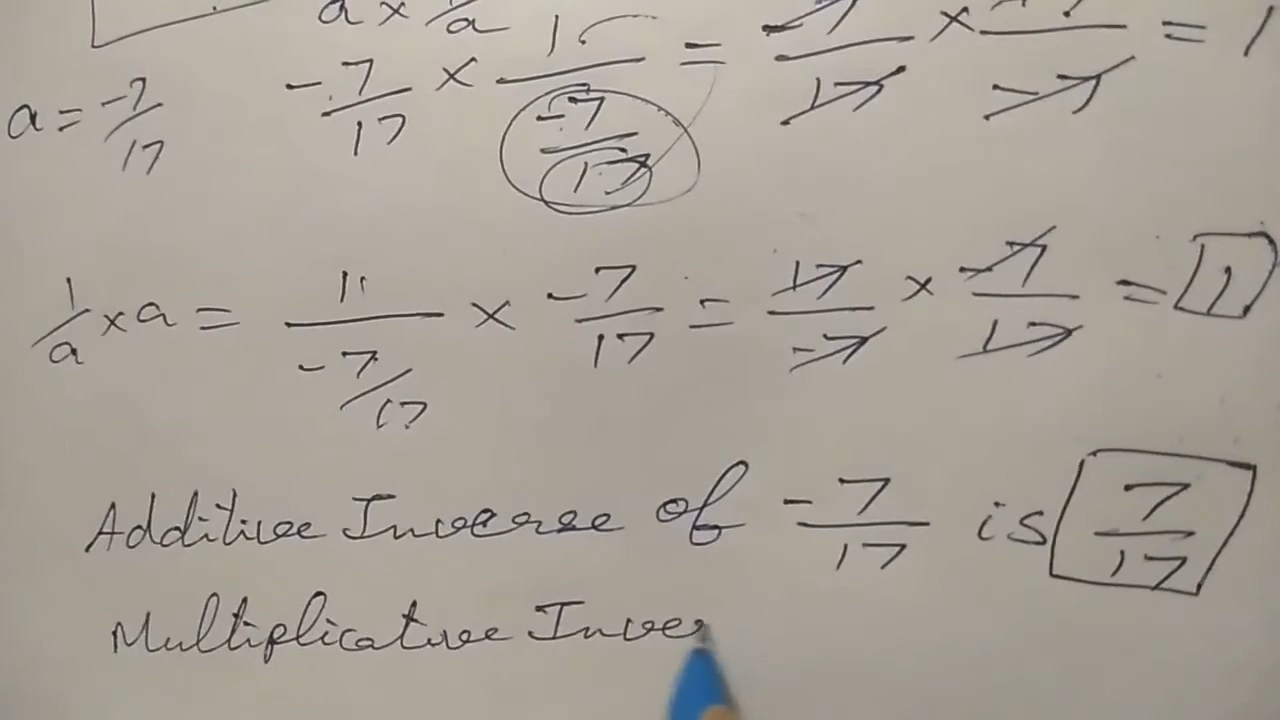 a × 1/a
a = -7/17 -7/17 × 1/(-7/17) = -7/17 × 17/-7 = 1
1/a × a = 1/(-7/17) × -7/17 = 17/-7 × -7/17 = 1
Additive Inverse of -7/17 is 7/17
Multiplicative Inver